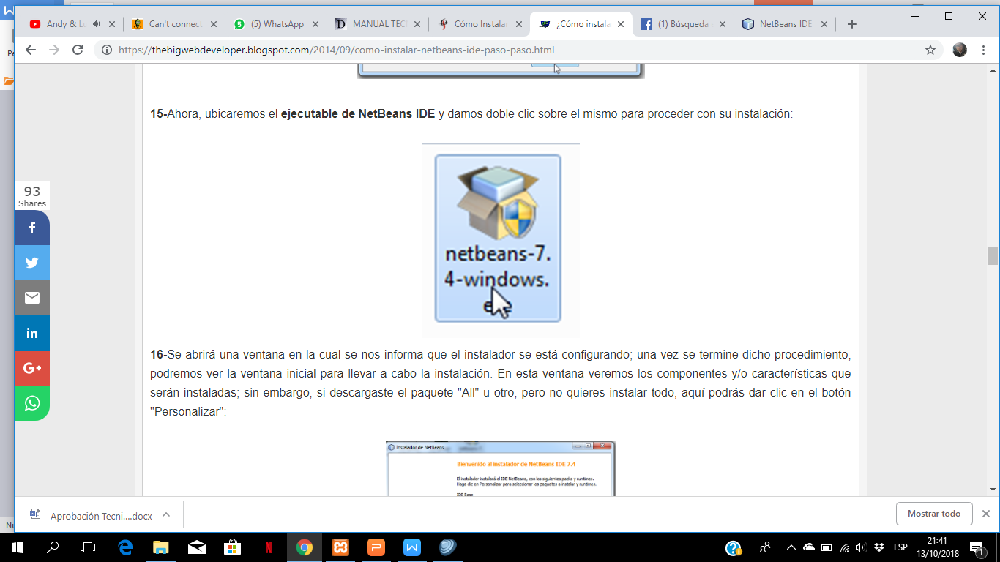 Andy & Lu
Can't connect
(5) WhatsApp
MANUAL TEC
Cómo Instalar
¿Cómo instala
(1) Búsqueda
NetBeans IDE
https://thebigwebdeveloper.blogspot.com/2014/09/como-instalar-netbeans-ide-paso-paso.html
15-Ahora, ubicaremos el ejecutable de NetBeans IDE y damos doble clic sobre el mismo para proceder con su instalación:
93
Shares
netbeans-7.
4-windows.
16-Se abrirá una ventana en la cual se nos informa que el instalador se está configurando; una vez se termine dicho procedimiento,
podremos ver la ventana inicial para llevar a cabo la instalación. En esta ventana veremos los componentes y/o características que
serán instaladas; sin embargo, si descargaste el paquete "All" u otro, pero no quieres instalar todo, aquí podrás dar clic en el botón
"Personalizar":
Instalador de NetBeans
Bienvenido al instalador de NetBeans IDE 7.4
El instalador instalará el IDE NetBeans, con los siguientes packs y runtimes.
Haga clic en Personalizar para seleccionar los paquetes a instalar y runtimes.
IDE Base
Aprobación Tecni....docx
Mostrar todo
ESP
21:41
13/10/2018
1